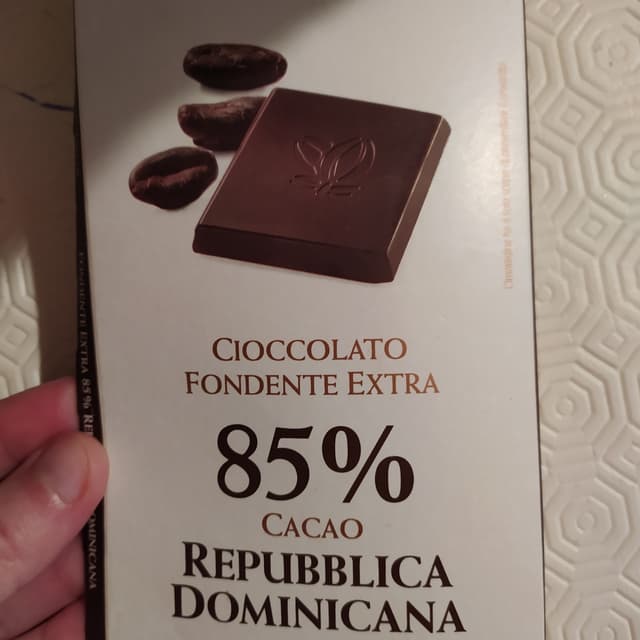 Cioccolato
Fondente Extra
85%
Cacao
Repubblica
Dominicana